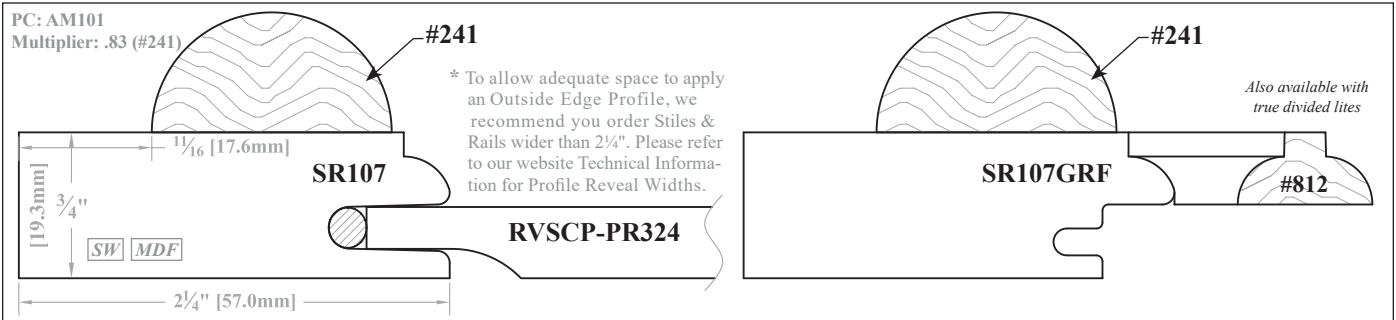 PC: AM101
Multiplier: .83 (#241)
#241
* To allow adequate space to apply
an Outside Edge Profile, we
recommend you order Stiles &
Rails wider than 2¼". Please refer
to our website Technical Informa-
tion for Profile Reveal Widths.
11/16 [17.6mm]
SR107
3/4"
[19.3mm]
SW MDF
RVSCP-PR324
2¼" [57.0mm]
#241
Also available with
true divided lites
SR107GRF
#812